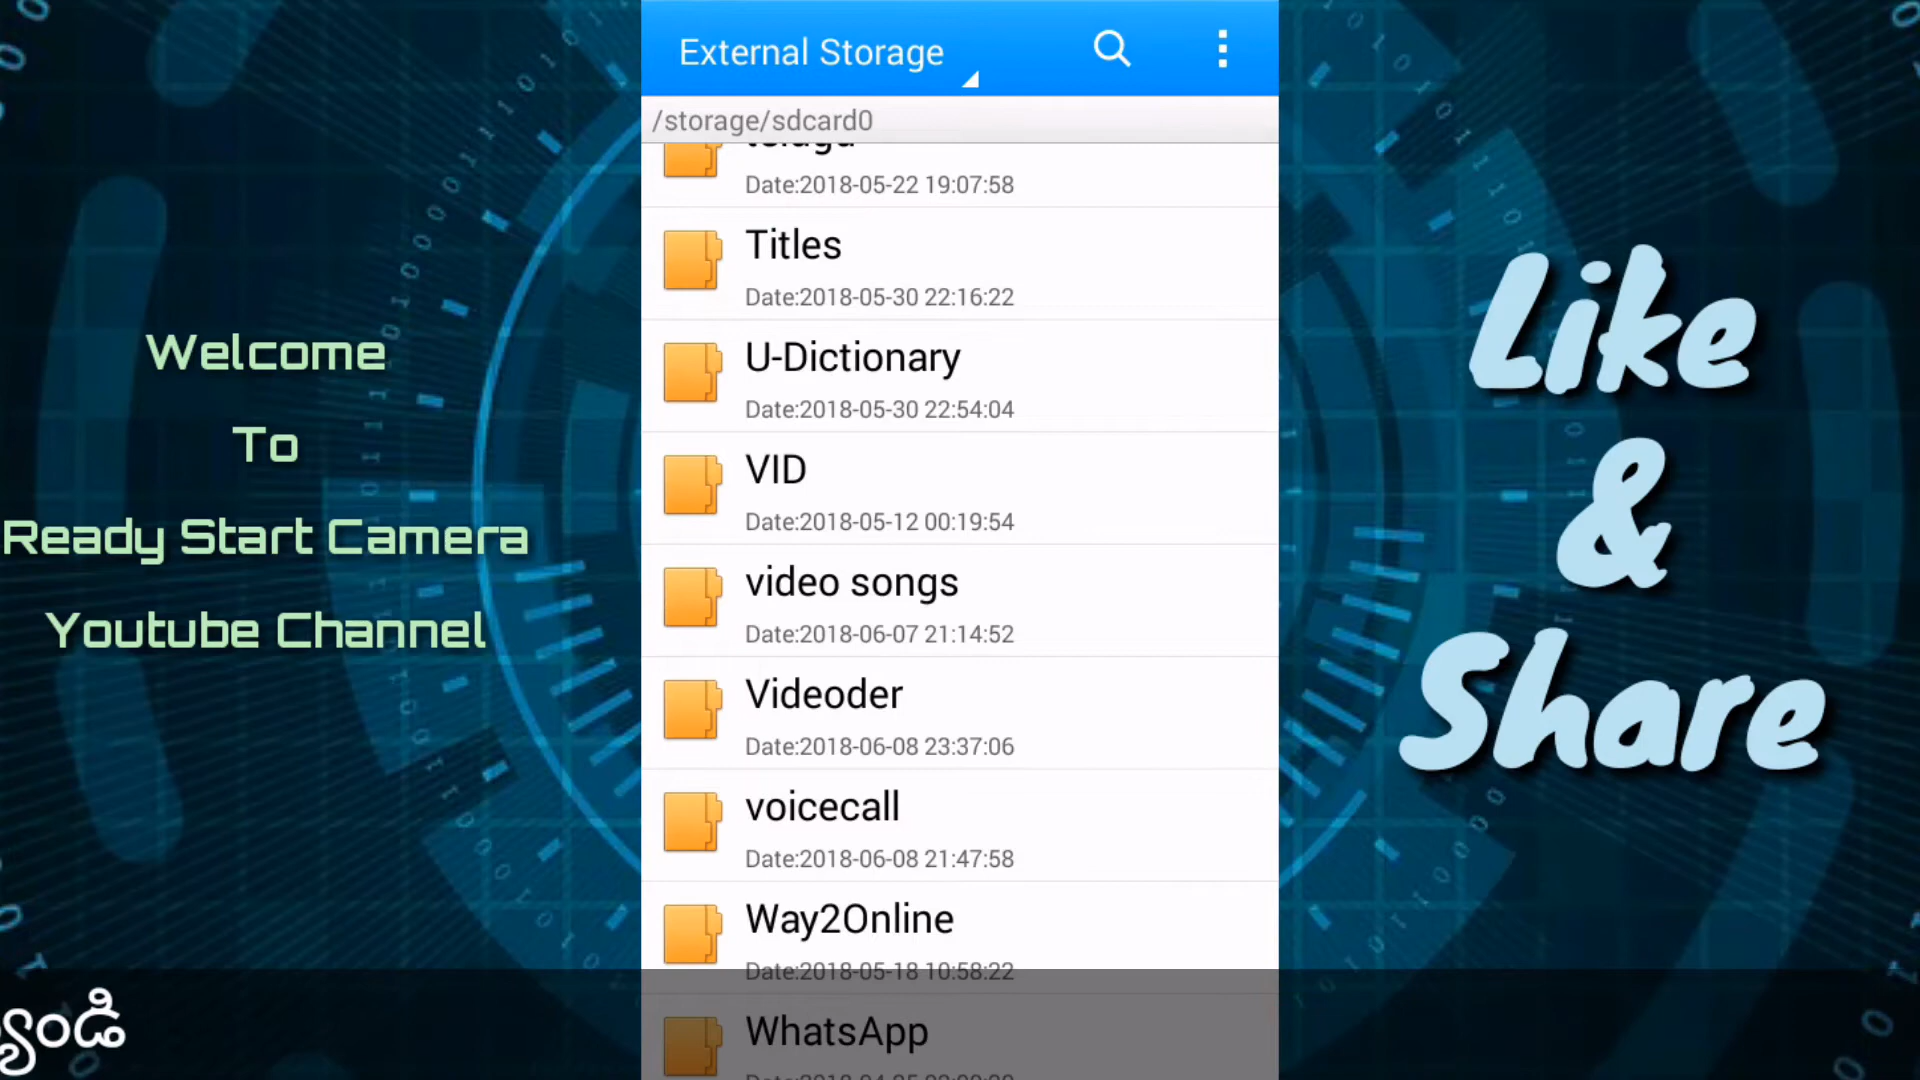 External Storage
/storage/sdcard0
Date:2018-05-22 19:07:58
Titles
Date:2018-05-30 22:16:22
U-Dictionary
Date:2018-05-30 22:54:04
VID
Date:2018-05-12 00:19:54
video songs
Date:2018-06-07 21:14:52
Videoder
Date:2018-06-08 23:37:06
voicecall
Date:2018-06-08 21:47:58
Way2Online
Date:2018-05-18 10:58:22
WhatsApp
Welcome
To
Ready Start Camera
Youtube Channel
Like
&
Share